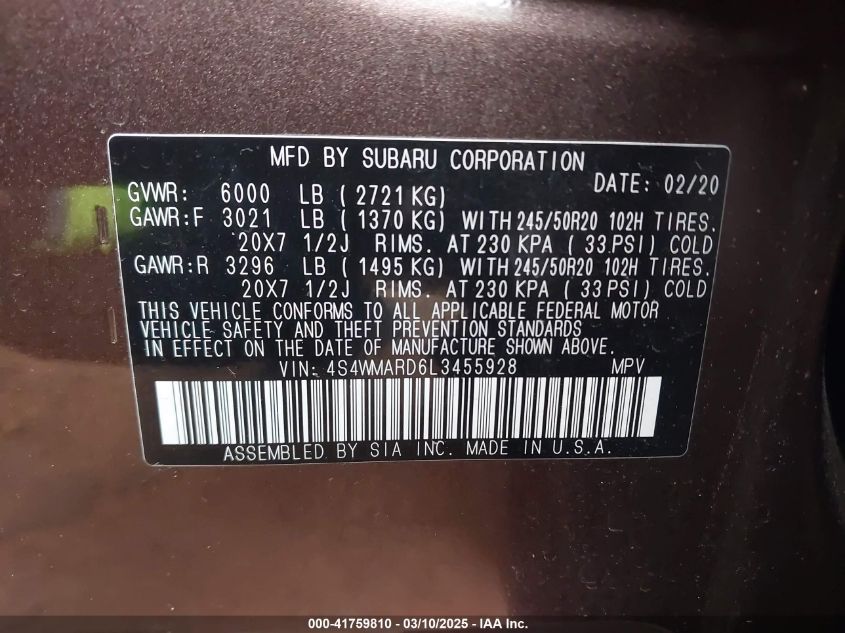 MFD BY SUBARU CORPORATION
DATE: 02/20
GVWR: 6000 LB ( 2721 KG)
GAWR:F 3021 LB ( 1370 KG) WITH 245/50R20 102H TIRES.
20X7 1/2J RIMS. AT 230 KPA ( 33 PSI) COLD
GAWR:R 3296 LB ( 1495 KG) WITH 245/50R20 102H TIRES.
20X7 1/2J RIMS. AT 230 KPA ( 33 PSI) COLD
THIS VEHICLE CONFORMS TO ALL APPLICABLE FEDERAL MOTOR
VEHICLE SAFETY AND THEFT PREVENTION STANDARDS
IN EFFECT ON THE DATE OF MANUFACTURE SHOWN ABOVE.
VIN: 4S4WMARD6L3455928 MPV
ASSEMBLED BY SIA INC. MADE IN U.S.A.
000-41759810 - 03/10/2025 - IAA Inc.